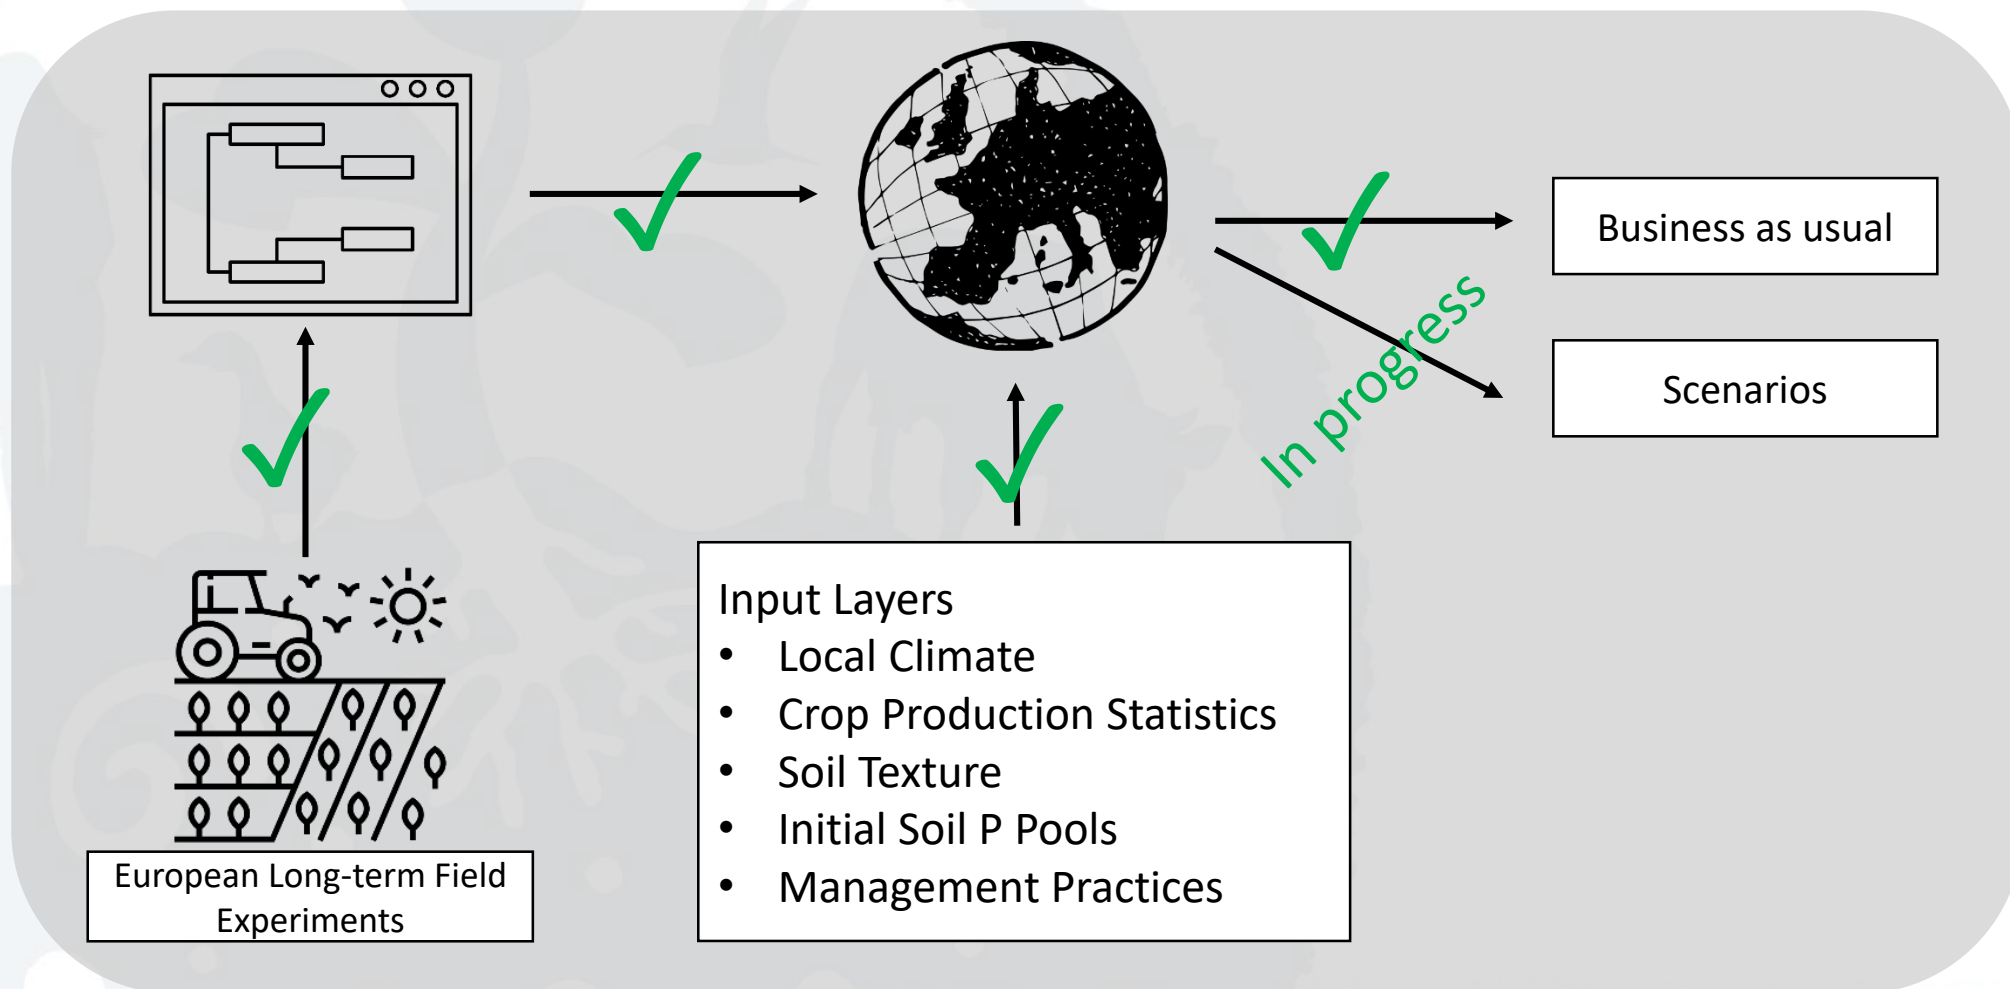 Business as usual
In progress
Scenarios
Input Layers
• Local Climate
• Crop Production Statistics
• Soil Texture
• Initial Soil P Pools
• Management Practices
European Long-term Field
Experiments